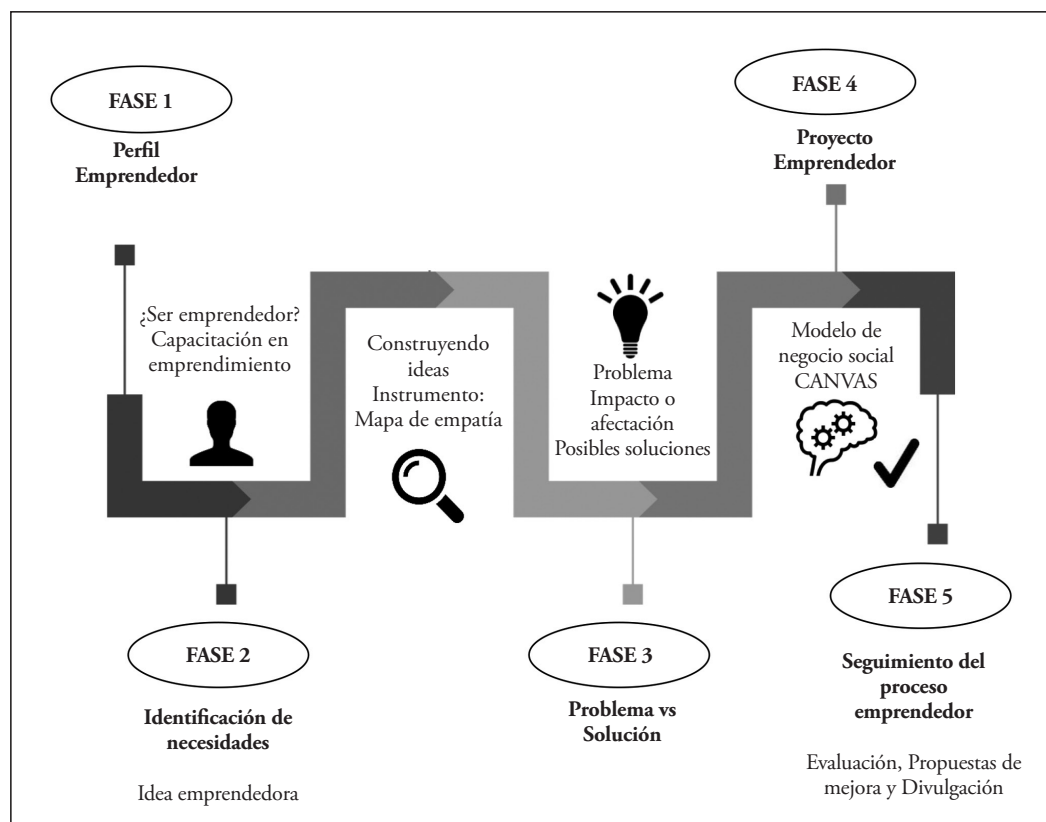 FASE 1
Perfil
Emprendedor
¿Ser emprendedor?
Capacitación en
emprendimiento
FASE 2
Identificación de
necesidades
Idea emprendedora
Construyendo
ideas
Instrumento:
Mapa de empatía
Problema
Impacto o
afectación
Posibles soluciones
FASE 3
Problema vs
Solución
FASE 4
Proyecto
Emprendedor
Modelo de
negocio social
CANVAS
FASE 5
Seguimiento del
proceso
emprendedor
Evaluación, Propuestas de
mejora y Divulgación